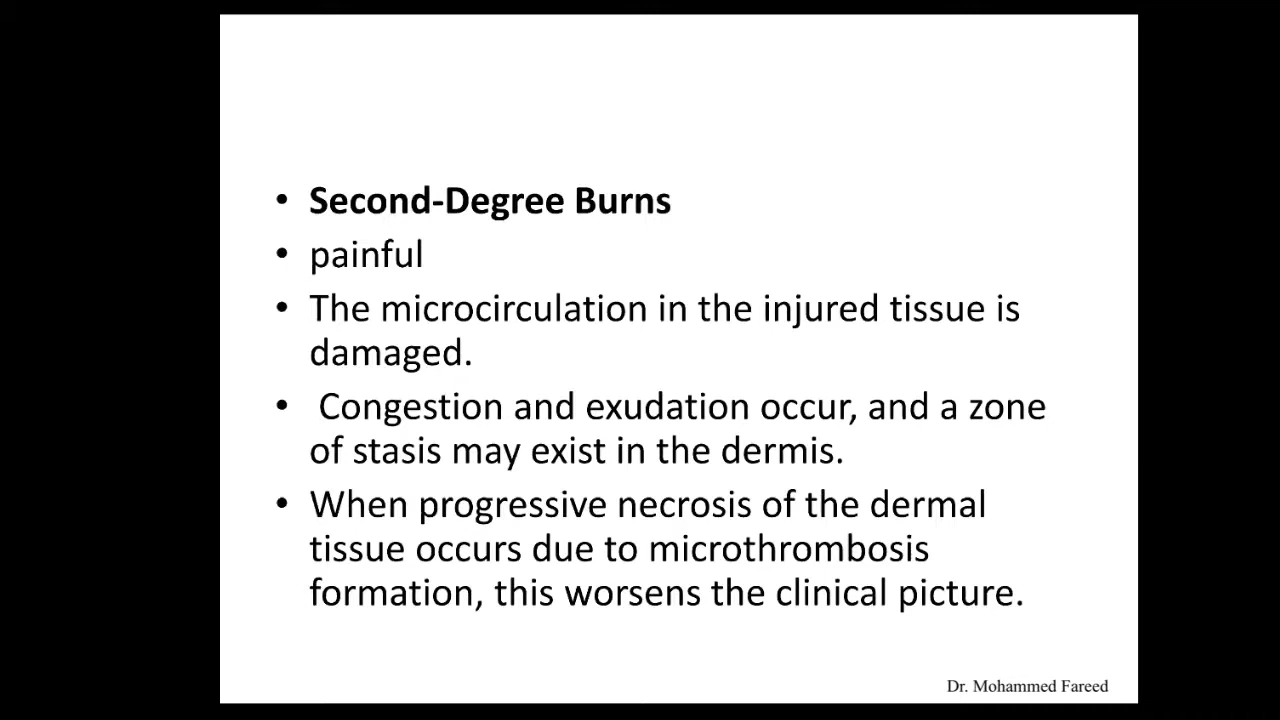 • Second-Degree Burns
• painful
• The microcirculation in the injured tissue is
damaged.
• Congestion and exudation occur, and a zone
of stasis may exist in the dermis.
• When progressive necrosis of the dermal
tissue occurs due to microthrombosis
formation, this worsens the clinical picture.
Dr. Mohammed Fareed